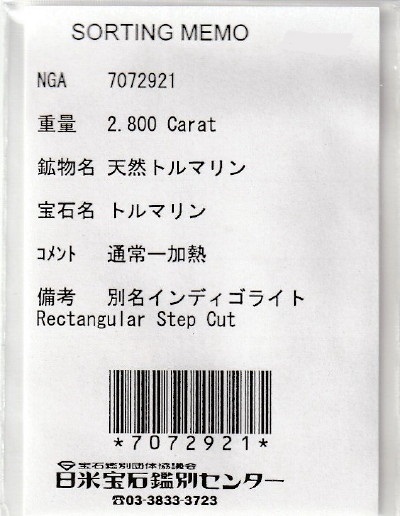 SORTING MEMO
NGA 7072921
重量 2.800 Carat
鉱物名 天然トルマリン
宝石名 トルマリン
ｺﾒﾝﾄ 通常一加熱
備考 別名インディゴライト
Rectangular Step Cut
*7072921*
宝石鑑別団体協議会
日米宝石鑑別センター
☎03-3833-3723